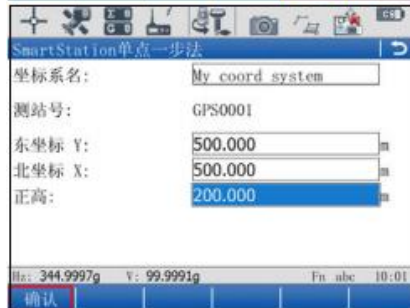 SmartStation单点一步法
坐标系名: My coord system
测站号: GPS0001
东坐标 Y: 500.000 m
北坐标 X: 500.000 m
正高: 200.000 m
Hz: 344.9997g V: 99.9991g Fn abc 10:01
确认